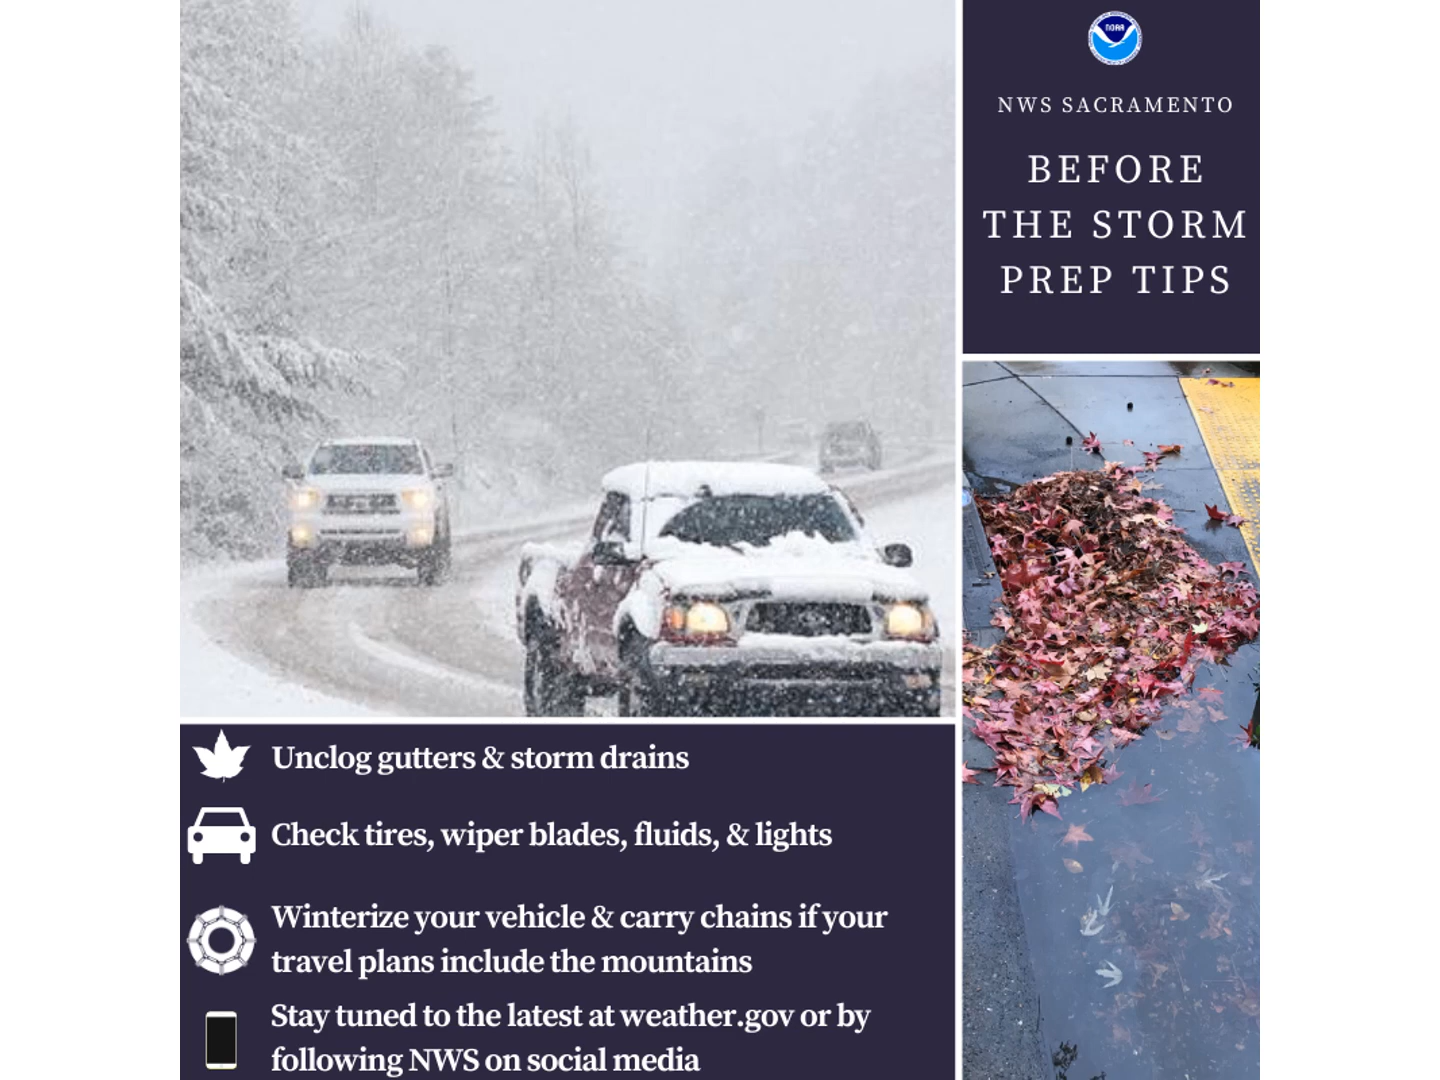 NOAA
NWS SACRAMENTO
BEFORE
THE STORM
PREP TIPS
Unclog gutters & storm drains
Check tires, wiper blades, fluids, & lights
Winterize your vehicle & carry chains if your
travel plans include the mountains
Stay tuned to the latest at weather.gov or by
following NWS on social media